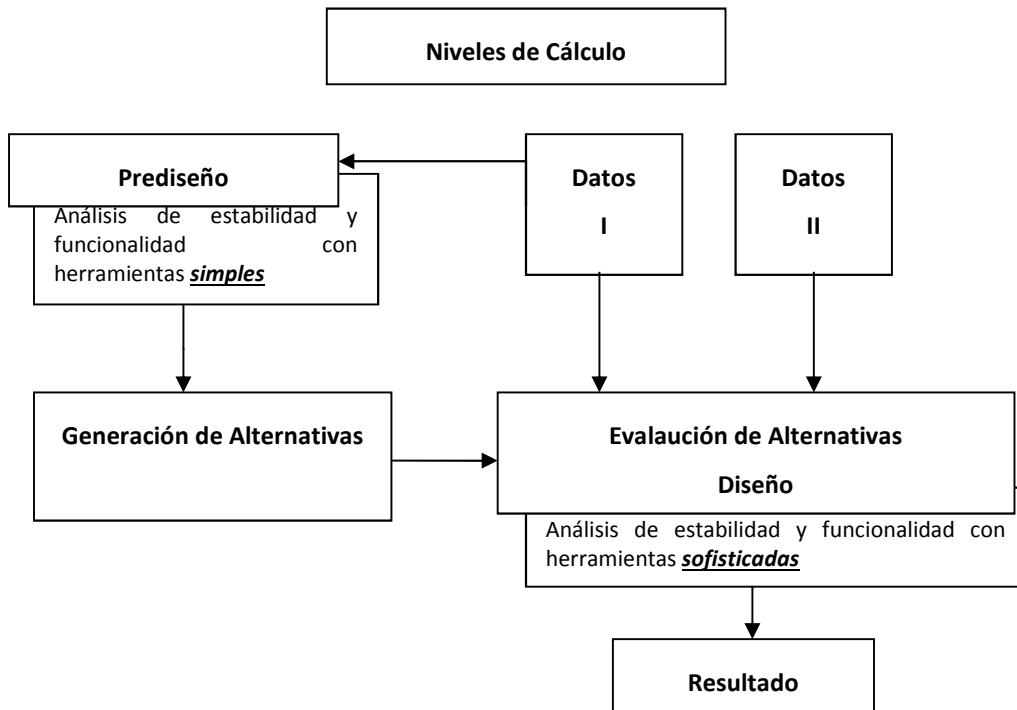 Niveles de Cálculo
Prediseño
Análisis de estabilidad y
funcionalidad con
herramientas simples
Datos
I
Datos
II
Generación de Alternativas
Evalaución de Alternativas
Diseño
Análisis de estabilidad y funcionalidad con
herramientas sofisticadas
Resultado